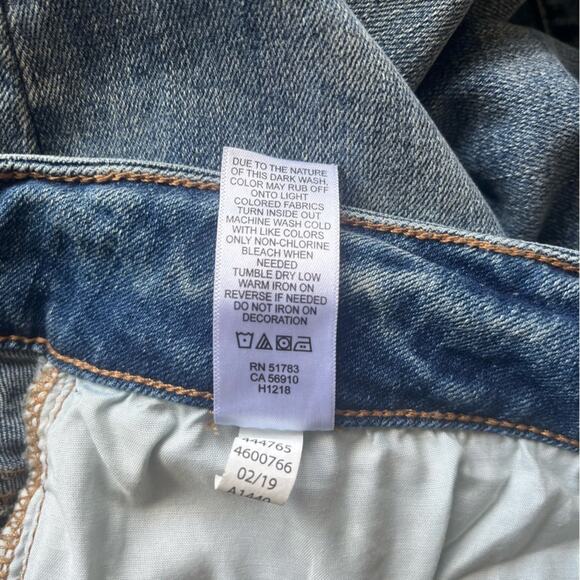 DUE TO THE NATURE
OF THIS DARK WASH,
COLOR MAY RUB OFF
ONTO LIGHT
COLORED FABRICS
TURN INSIDE OUT
MACHINE WASH COLD
WITH LIKE COLORS
ONLY NON-CHLORINE
BLEACH WHEN
NEEDED
TUMBLE DRY LOW
WARM IRON ON
REVERSE IF NEEDED
DO NOT IRON ON
DECORATION
RN 51783
CA 56910
H1218
444765
4600766
02/19
A1440